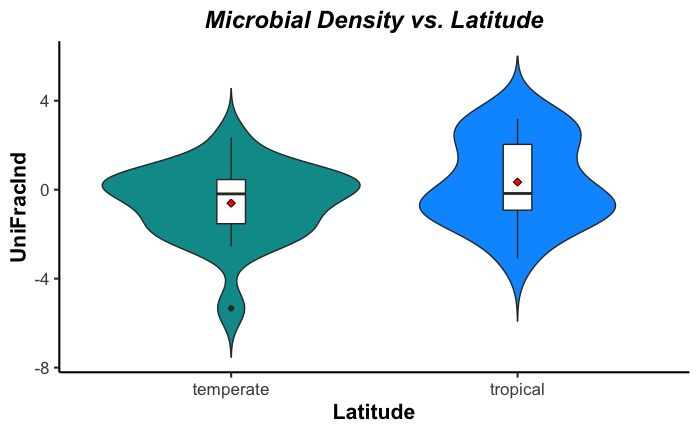 Microbial Density vs. Latitude
UniFracInd
4
0
-4
-8
temperate
tropical
Latitude